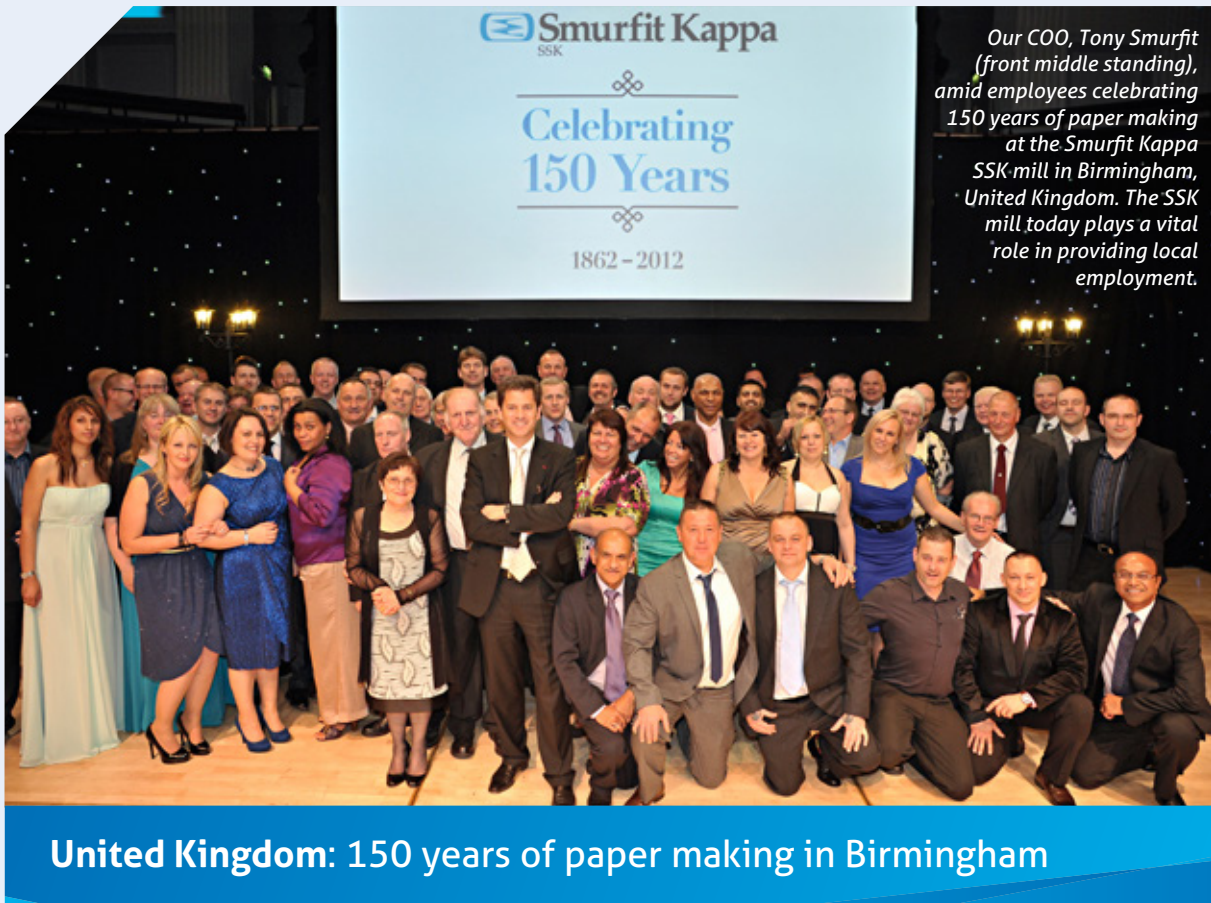 Smurfit Kappa
SSK
Celebrating
150 Years
1862 – 2012
Our COO, Tony Smurfit
(front middle standing),
amid employees celebrating
150 years of paper making
at the Smurfit Kappa
SSK mill in Birmingham,
United Kingdom. The SSK
mill today plays a vital
role in providing local
employment.
United Kingdom: 150 years of paper making in Birmingham